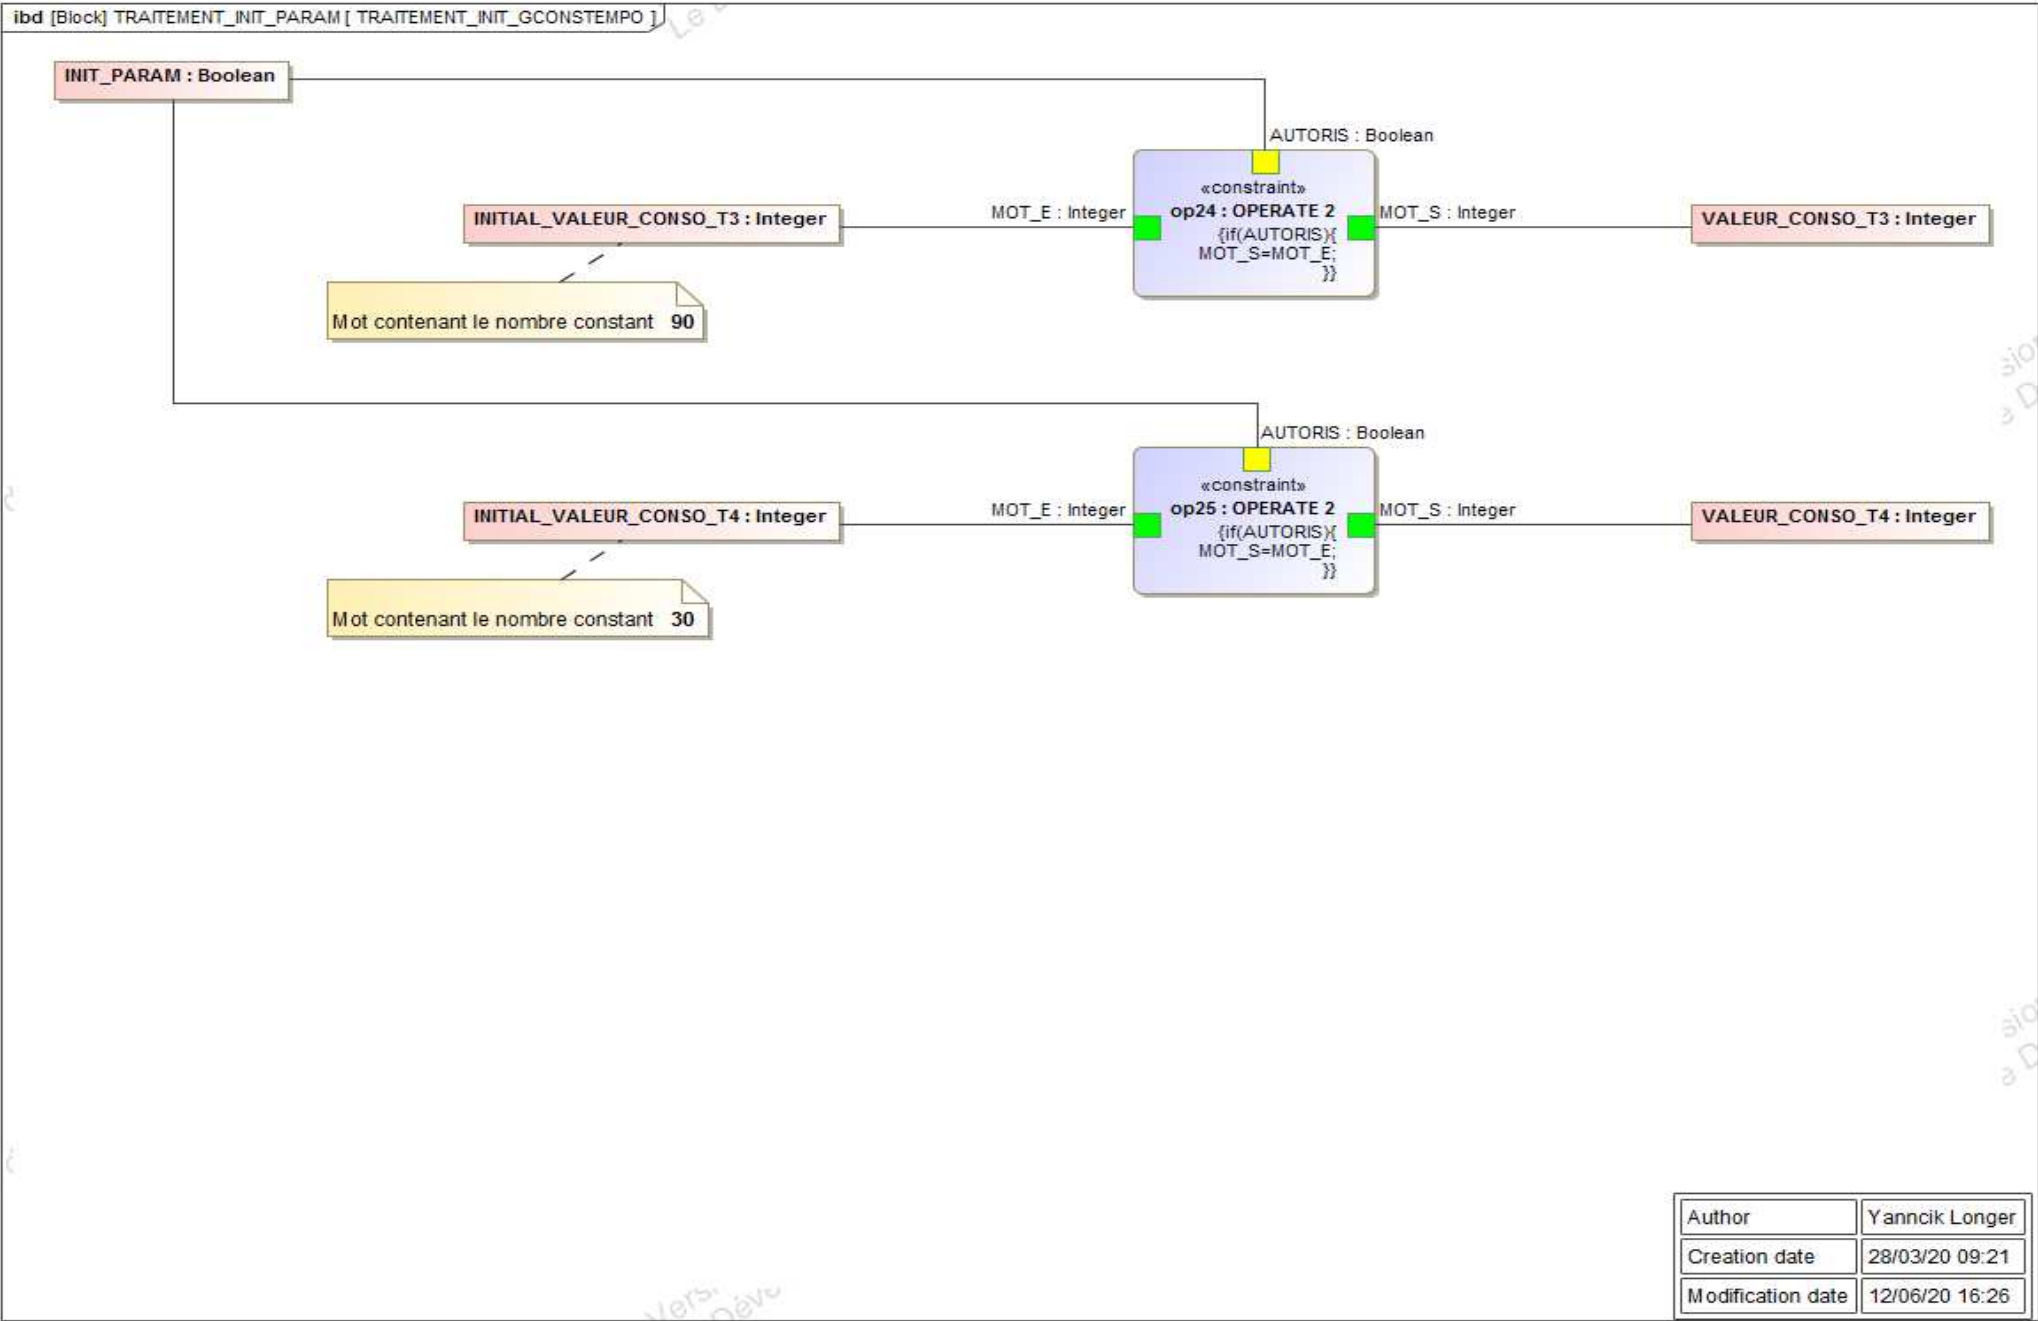 ibd [Block] TRAITEMENT_INIT_PARAM [ TRAITEMENT_INIT_GCONSTEMPO ]
Le
INIT_PARAM : Boolean
AUTORIS : Boolean
«constraint»
INITIAL_VALEUR_CONSO_T3 : Integer
MOT_E : Integer
op24 : OPERATE 2
MOT_S : Integer
VALEUR_CONSO_T3 : Integer
{if(AUTORIS){
MOT_S=MOT_E;
}}
Mot contenant le nombre constant 90
AUTORIS : Boolean
«constraint»
INITIAL_VALEUR_CONSO_T4 : Integer
MOT_E : Integer
op25 : OPERATE 2
MOT_S : Integer
VALEUR_CONSO_T4 : Integer
{if(AUTORIS){
MOT_S=MOT_E;
}}
Mot contenant le nombre constant 30
Author Yanncik Longer
Creation date 28/03/20 09:21
Modification date 12/06/20 16:26